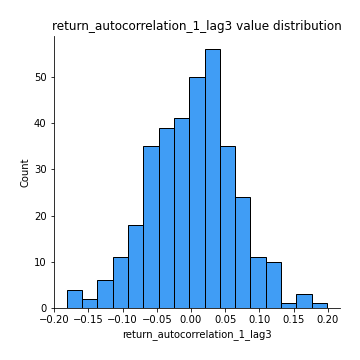 return_autocorrelation_1_lag3 value distribution
Count
50
40
30
20
10
0
−0.20 −0.15 −0.10 −0.05 0.00 0.05 0.10 0.15 0.20
return_autocorrelation_1_lag3